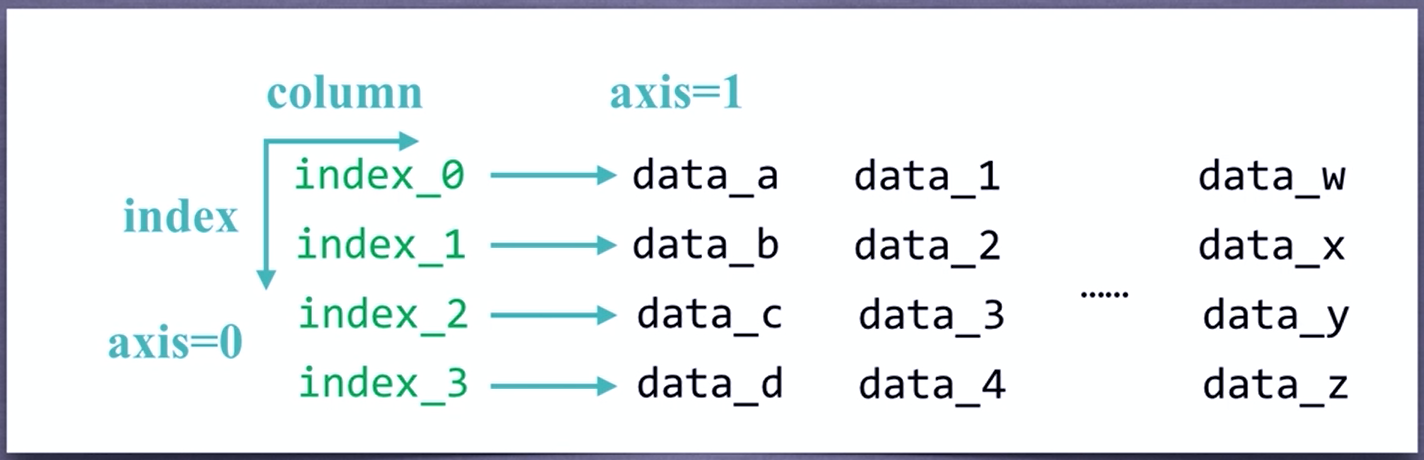 column axis=1
index_0 data_a data_1 data_w
index
index_1 data_b data_2 data_x
......
index_2 data_c data_3 data_y
axis=0
index_3 data_d data_4 data_z